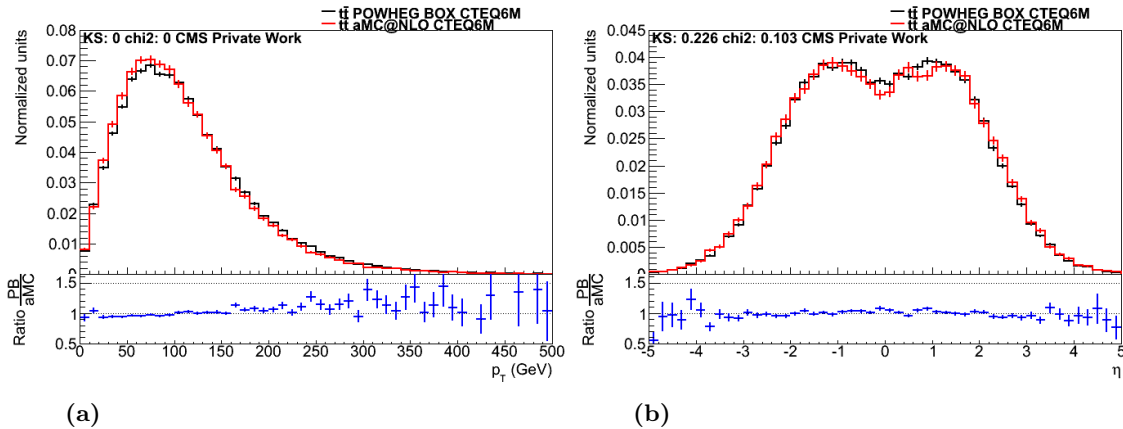 tt̄ POWHEG BOX CTEQ6M
tt̄ aMC@NLO CTEQ6M
KS: 0 chi2: 0 CMS Private Work
Normalized units
0.08
0.07
0.06
0.05
0.04
0.03
0.02
0.01
0
Ratio PB/aMC
1.5
1
0.5
0 50 100 150 200 250 300 350 400 450 500
p_T (GeV)
(a)
tt̄ POWHEG BOX CTEQ6M
tt̄ aMC@NLO CTEQ6M
KS: 0.226 chi2: 0.103 CMS Private Work
Normalized units
0.045
0.04
0.035
0.03
0.025
0.02
0.015
0.01
0.005
0
Ratio PB/aMC
1.5
1
0.5
-5 -4 -3 -2 -1 0 1 2 3 4 5
η
(b)